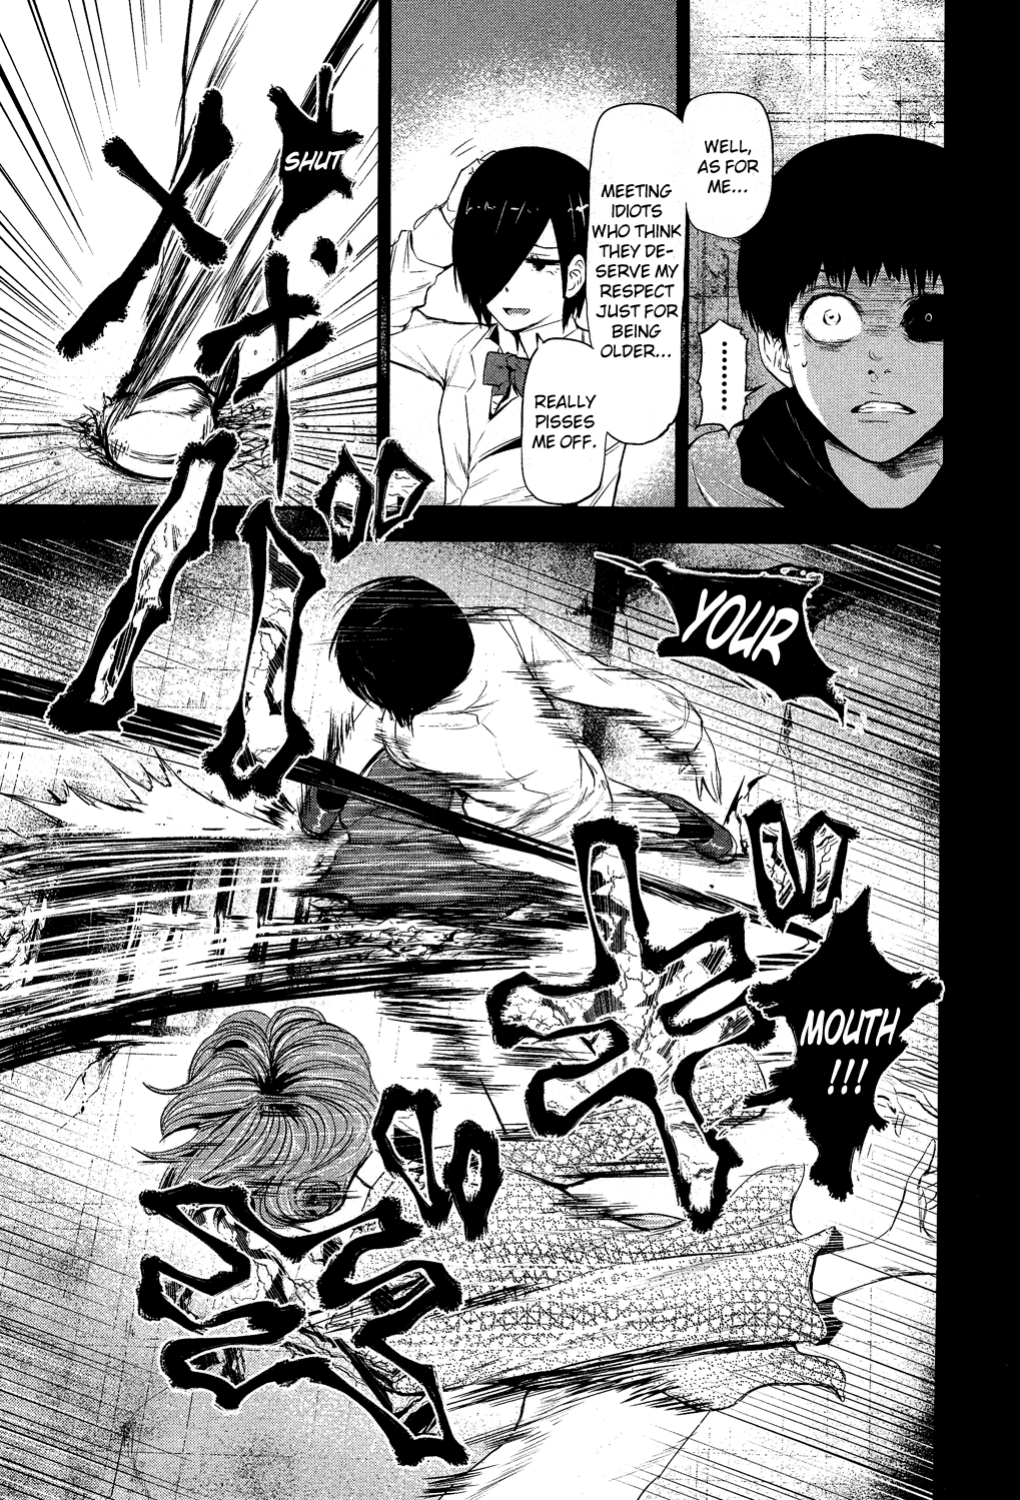 WELL,
AS FOR
ME...
.........
MEETING
IDIOTS
WHO THINK
THEY DE-
SERVE MY
RESPECT
JUST FOR
BEING
OLDER...
REALLY
PISSES
ME OFF.
SHUT
YOUR
MOUTH
!!!